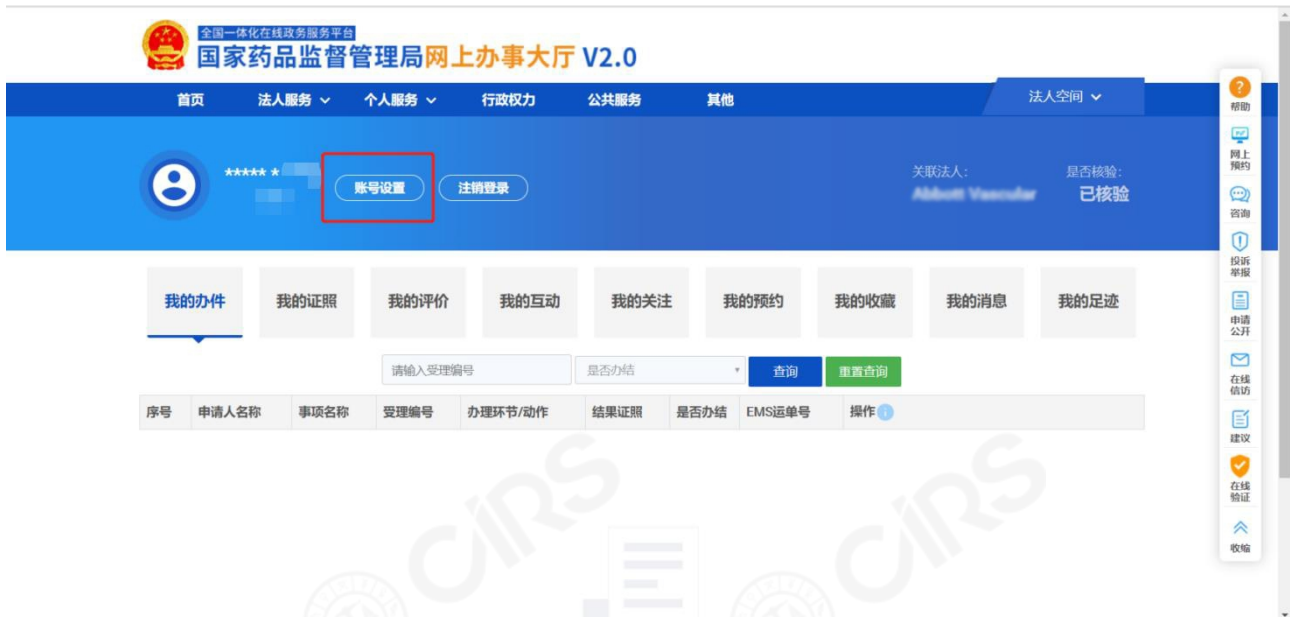 全国一体化在线政务服务平台
国家药品监督管理局网上办事大厅 V2.0
首页 法人服务 个人服务 行政权力 公共服务 其他 法人空间
***** *
账号设置 注销登录
关联法人: 是否核验:
Abbott Vascular 已核验
我的办件 我的证照 我的评价 我的互动 我的关注 我的预约 我的收藏 我的消息 我的足迹
请输入受理编号 是否办结 查询 重置查询
序号 申请人名称 事项名称 受理编号 办理环节/动作 结果证照 是否办结 EMS运单号 操作
CIRS CIRS
?
帮助
网上
预约
咨询
投诉
举报
申请
公开
在线
信访
建议
在线
验证
收缩